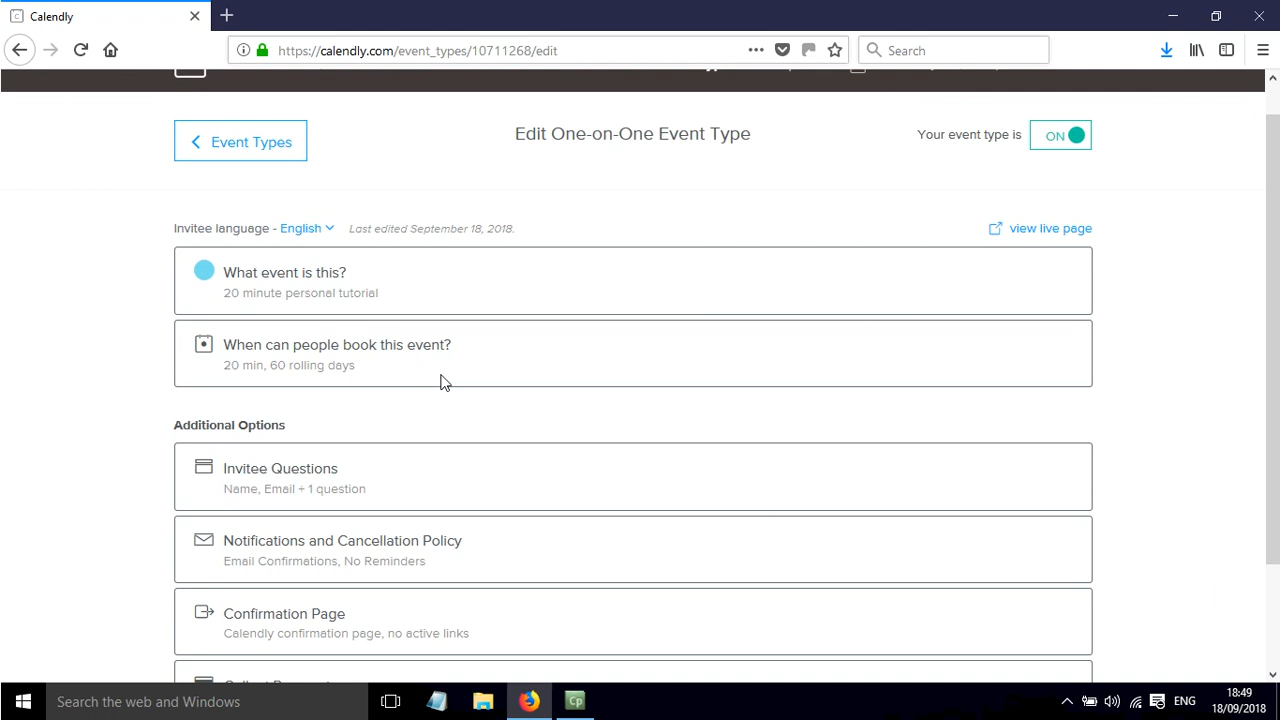 Calendly
https://calendly.com/event_types/10711268/edit
Search
Event Types
Edit One-on-One Event Type
Your event type is
ON
Invitee language - English
Last edited September 18, 2018.
view live page
What event is this?
20 minute personal tutorial
When can people book this event?
20 min, 60 rolling days
Additional Options
Invitee Questions
Name, Email + 1 question
Notifications and Cancellation Policy
Email Confirmations, No Reminders
Confirmation Page
Calendly confirmation page, no active links
Search the web and Windows
Cp
ENG
18:49
18/09/2018